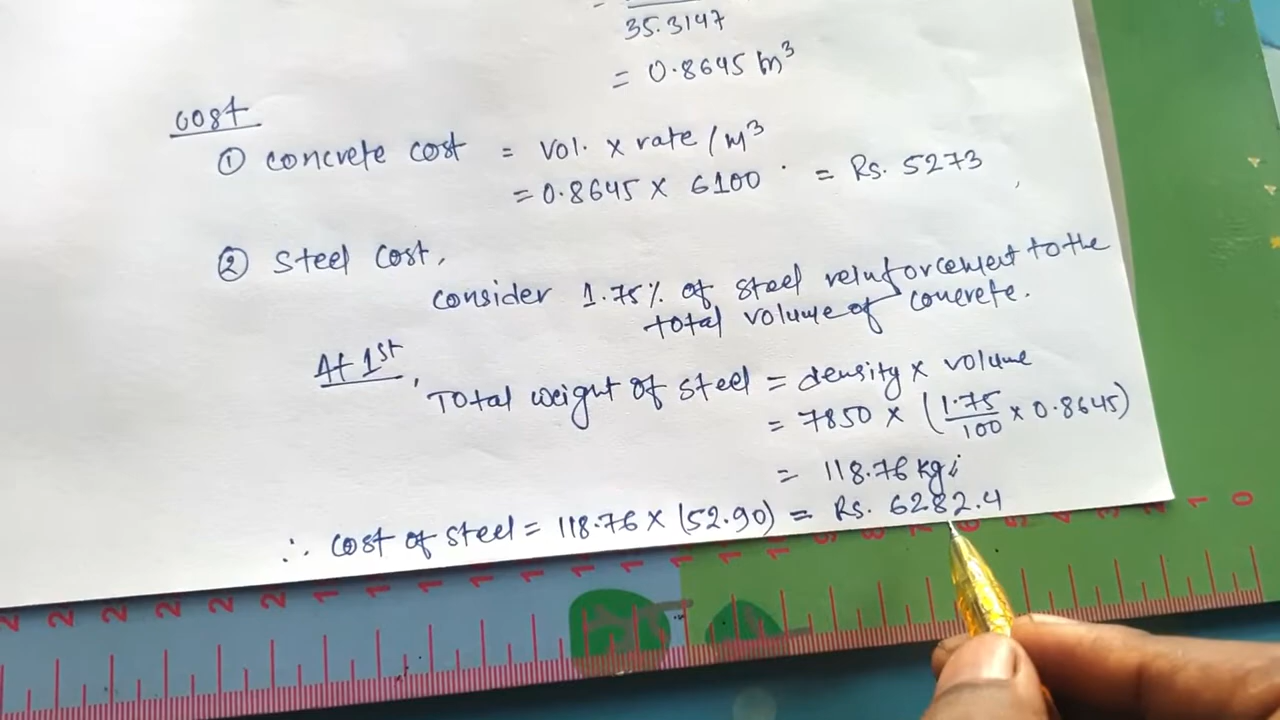 35.3147
= 0.8645 m³
cost
① concrete cost = vol. x rate / m³
= 0.8645 x 6100 = Rs. 5273
② steel cost,
consider 1.75% of steel reinforcement to the
total volume of concrete.
At 1st,
Total weight of steel = density x volume
= 7850 x (1.75/100 x 0.8645)
= 118.76 kg
∴ cost of steel = 118.76 x (52.90) = Rs. 6282.4